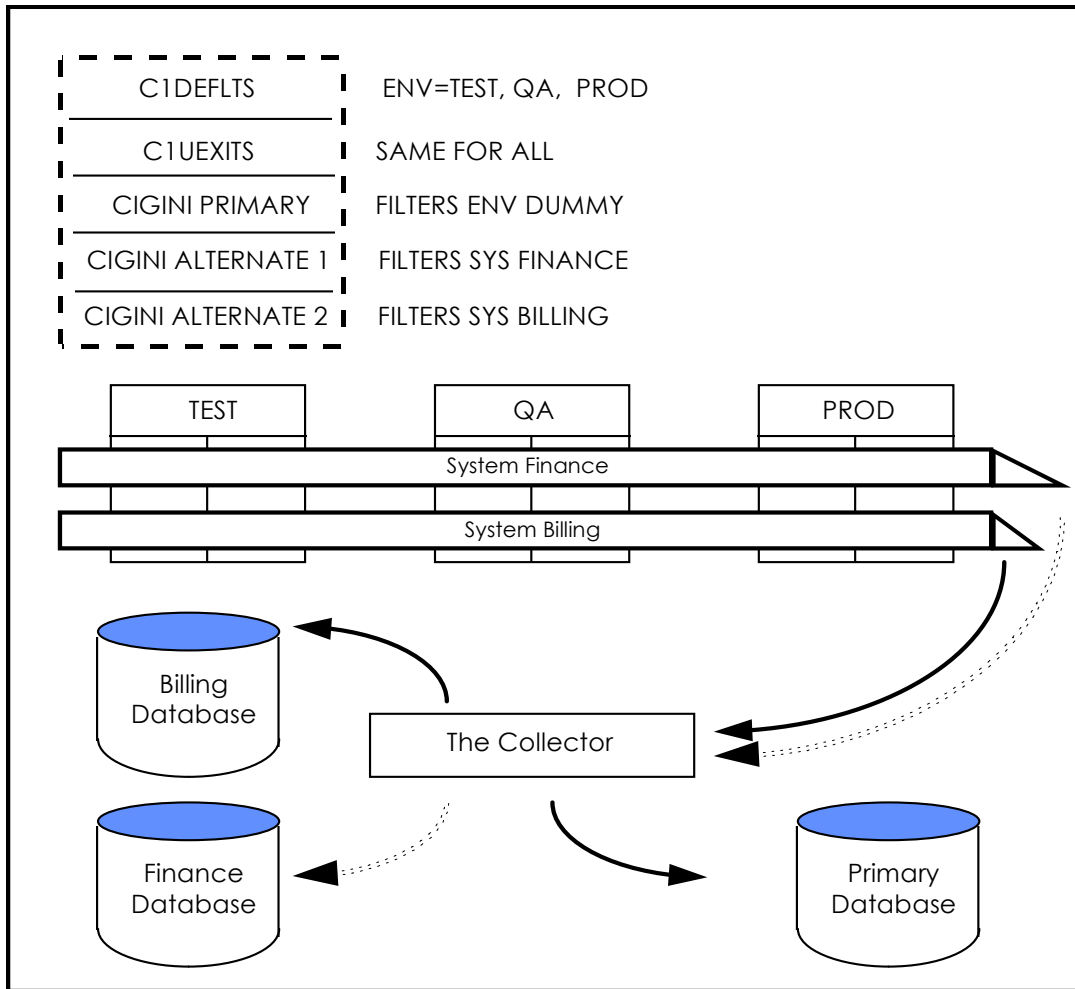 C1DEFLTS ENV=TEST, QA, PROD
C1UEXITS SAME FOR ALL
CIGINI PRIMARY FILTERS ENV DUMMY
CIGINI ALTERNATE 1 FILTERS SYS FINANCE
CIGINI ALTERNATE 2 FILTERS SYS BILLING
TEST QA PROD
System Finance
System Billing
Billing
Database
The Collector
Finance
Database
Primary
Database